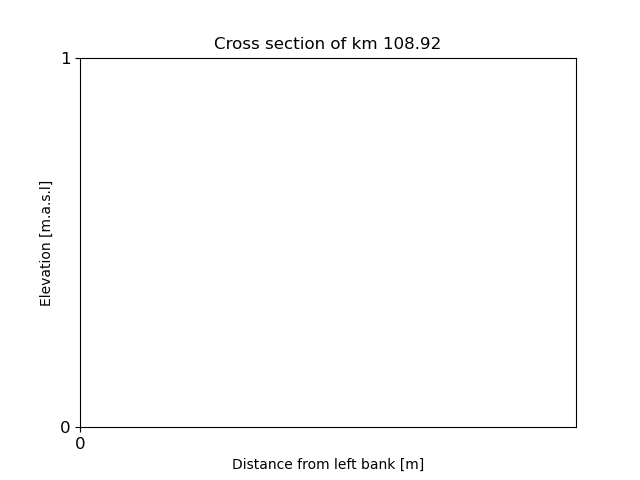 Cross section of km 108.92
1
Elevation [m.a.s.l]
0
0
Distance from left bank [m]